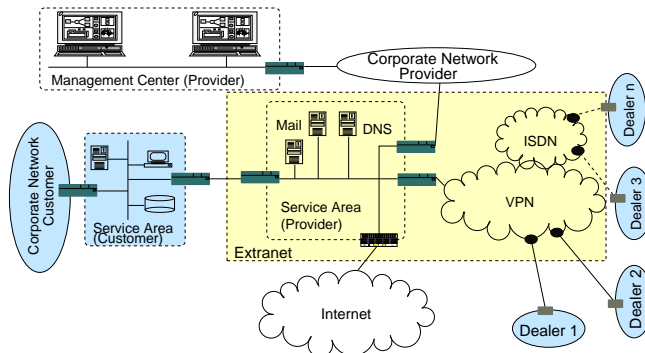 Management Center (Provider)
Corporate Network
Provider
Dealer n
Mail
DNS
ISDN
Corporate Network
Customer
Service Area
(Customer)
Service Area
(Provider)
VPN
Dealer 3
Extranet
Internet
Dealer 2
Dealer 1